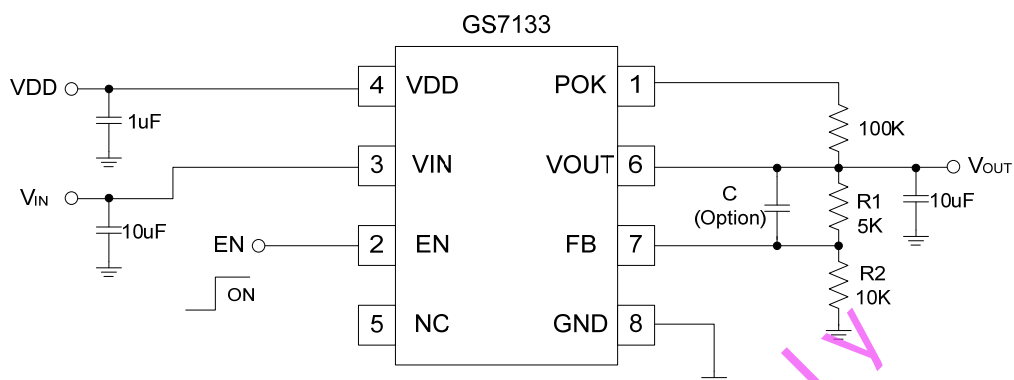 GS7133
VDD
4
VDD
POK
1
1uF
100K
3
VIN
VOUT
6
VOUT
VIN
C
(Option)
R1
5K
10uF
10uF
EN
2
EN
FB
7
R2
10K
ON
5
NC
GND
8